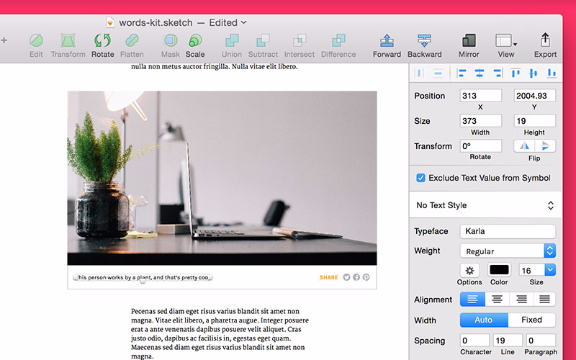 words-kit.sketch — Edited
Edit Transform Rotate Flatten Mask Scale Union Subtract Intersect Difference Forward Backward Mirror View Export
nulla non metus auctor fringilla. Nulla vitae elit libero.
This person works by a plant, and that's pretty coo
SHARE
Pellentesque sed diam eget risus varius blandit sit amet non
magna. Vitae elit libero, a pharetra augue. Integer posuere
erat a ante venenatis dapibus posuere velit aliquet. Cras
justo odio, dapibus ac facilisis in, egestas eget quam.
Maecenas sed diam eget risus varius blandit sit amet non
magna.
Position 313 2004.93
X Y
Size 373 19
Width Height
Transform 0°
Rotate Flip
Exclude Text Value from Symbol
No Text Style
Typeface Karla
Weight Regular
16
Options Color Size
Alignment
Width Auto Fixed
Spacing 0 19 0
Character Line Paragraph